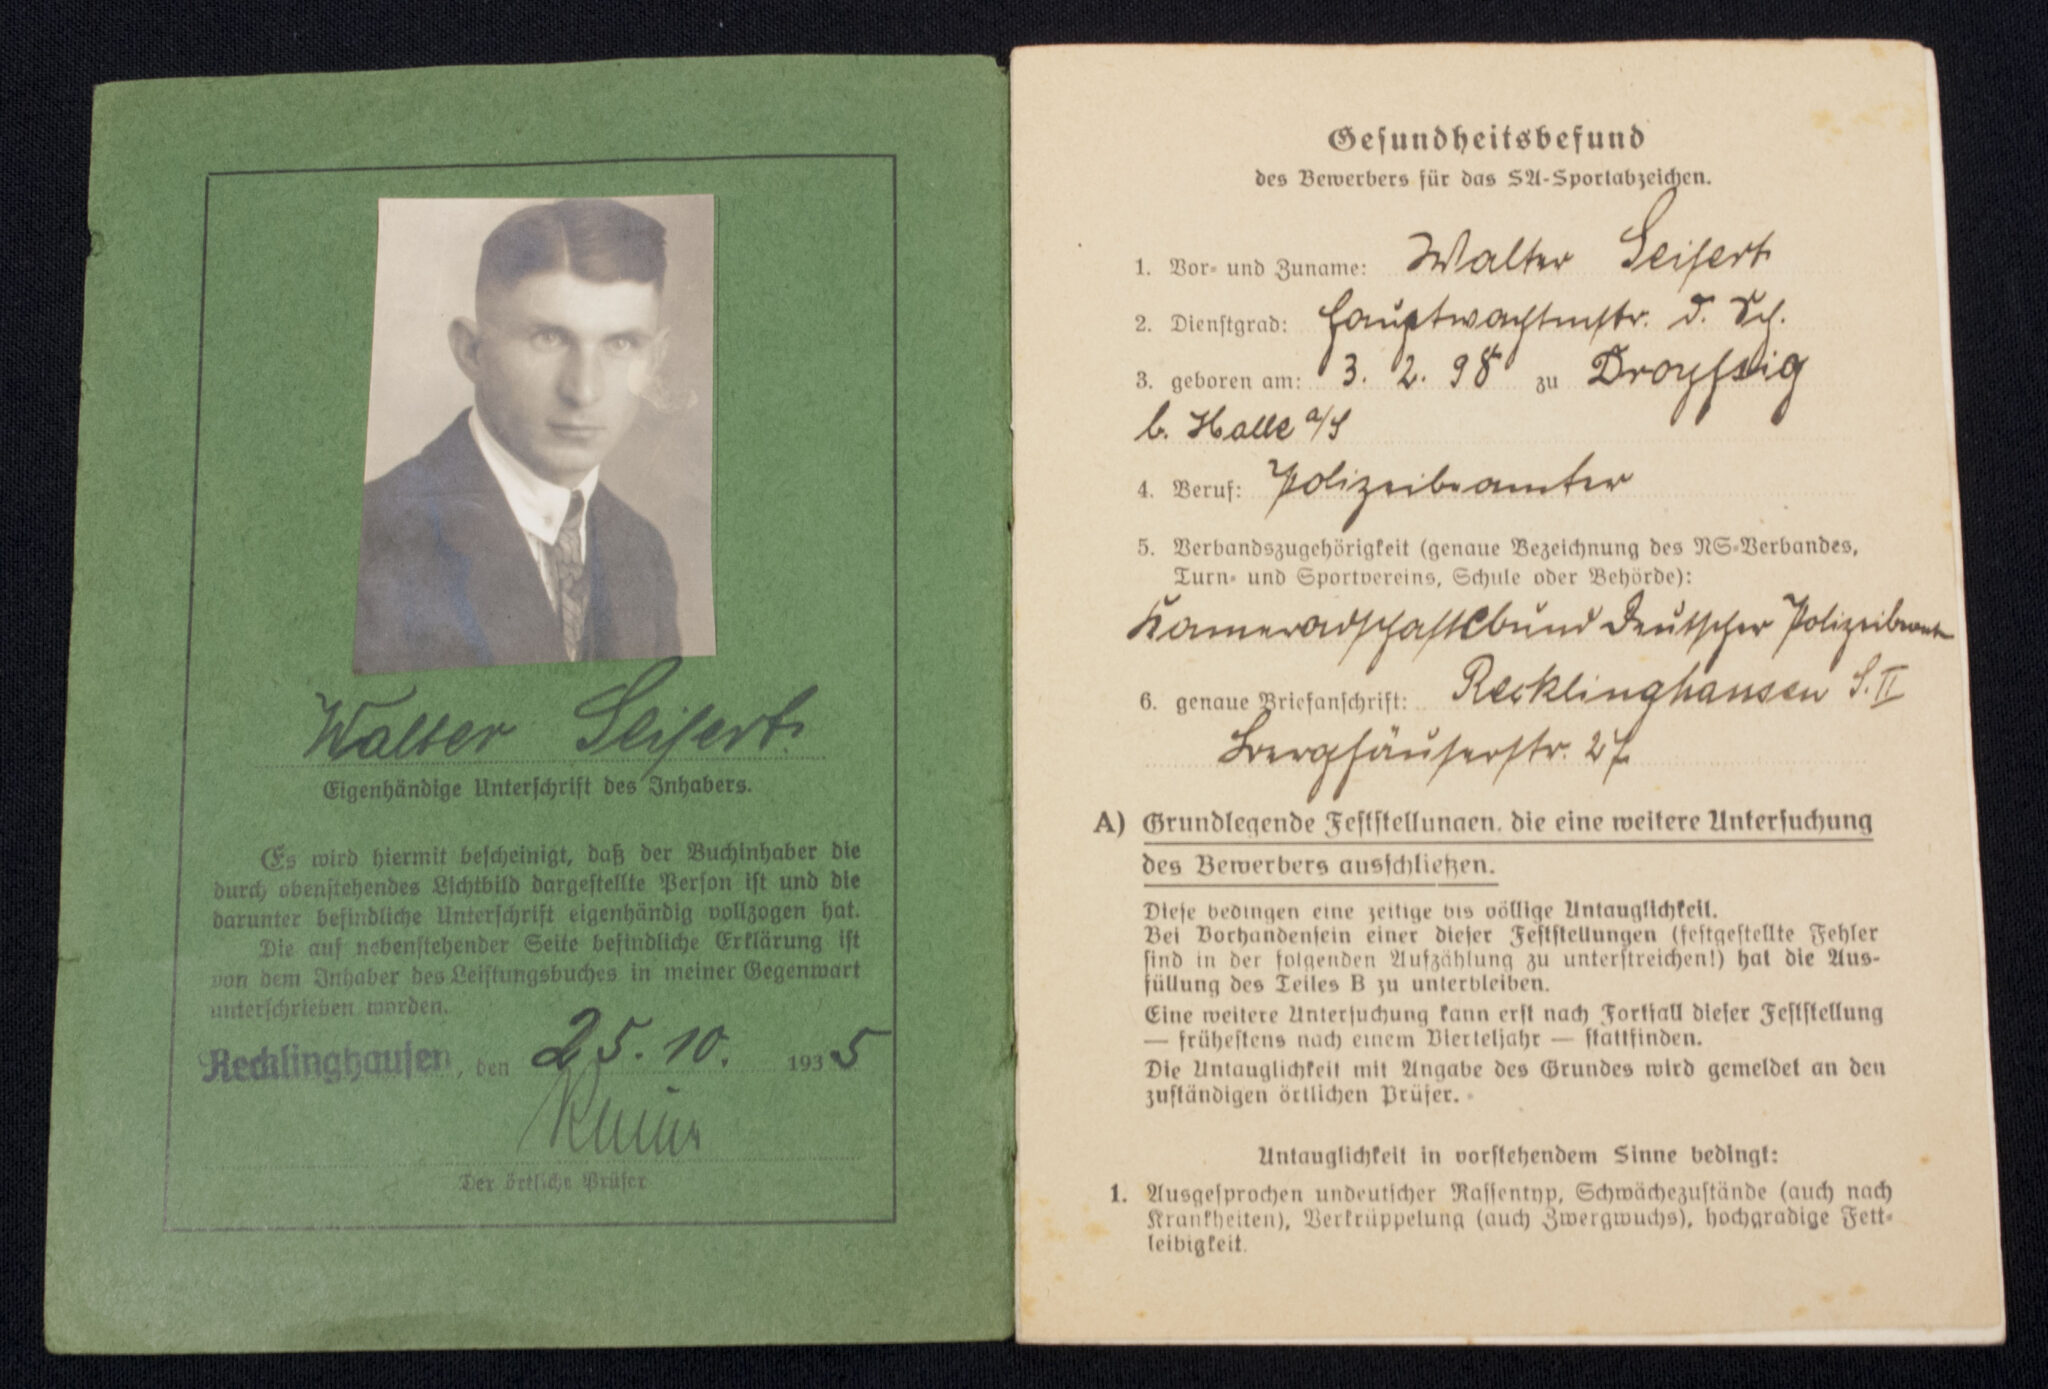 Walter Seifert.
Eigenhändige Unterschrift des Inhabers.
Es wird hiermit bescheinigt, daß der Buchinhaber die
durch obenstehendes Lichtbild dargestellte Person ist und die
darunter befindliche Unterschrift eigenhändig vollzogen hat.
Die auf nebenstehender Seite befindliche Erklärung ist
von dem Inhaber des Leistungsbuches in meiner Gegenwart
unterschrieben worden.
Recklinghausen, den 25. 10. 1935
Der örtliche Prüfer
Gesundheitsbefund
des Bewerbers für das SA-Sportabzeichen.
1. Vor- und Zuname: Walter Seifert
2. Dienstgrad: Hauptwachtmstr. d. Sch.
3. geboren am: 3. 2. 98 zu Droyßig
b. Halle a/S
4. Beruf: Polizeibeamter
5. Verbandszugehörigkeit (genaue Bezeichnung des NS-Verbandes,
Turn- und Sportvereins, Schule oder Behörde):
Kameradschaftsbund Deutscher Polizeibeamt
6. genaue Briefanschrift: Recklinghausen S. II
Berghäuserstr. 27
A) Grundlegende Feststellungen, die eine weitere Untersuchung
des Bewerbers ausschließen.
Diese bedingen eine zeitige bis völlige Untauglichkeit.
Bei Vorhandensein einer dieser Feststellungen (festgestellte Fehler
sind in der folgenden Aufzählung zu unterstreichen!) hat die Aus-
füllung des Teiles B zu unterbleiben.
Eine weitere Untersuchung kann erst nach Fortfall dieser Feststellung
— frühestens nach einem Vierteljahr — stattfinden.
Die Untauglichkeit mit Angabe des Grundes wird gemeldet an den
zuständigen örtlichen Prüfer.
Untauglichkeit in vorstehendem Sinne bedingt:
1. Ausgesprochen undeutscher Rassentyp, Schwächezustände (auch nach
Krankheiten), Verkrüppelung (auch Zwergwuchs), hochgradige Fett-
leibigkeit.